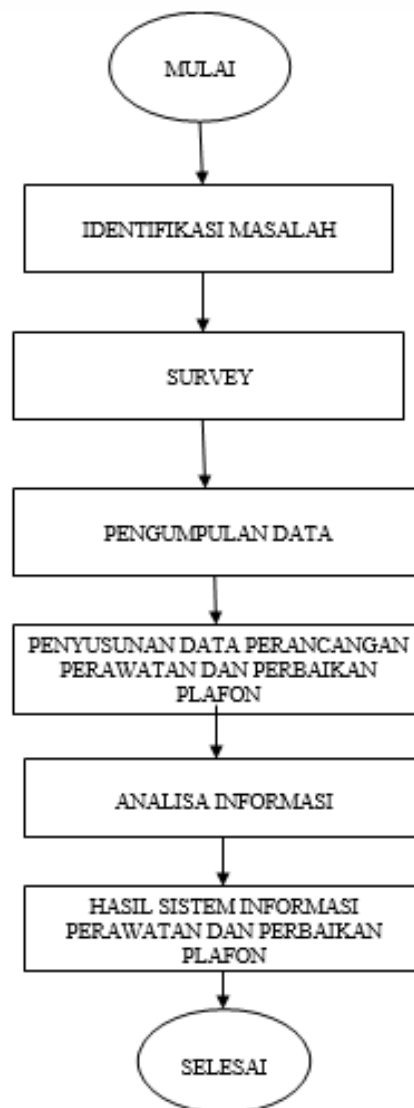 MULAI
IDENTIFIKASI MASALAH
SURVEY
PENGUMPULAN DATA
PENYUSUNAN DATA PERANCANGAN
PERAWATAN DAN PERBAIKAN
PLAFON
ANALISA INFORMASI
HASIL SISTEM INFORMASI
PERAWATAN DAN PERBAIKAN
PLAFON
SELESAI